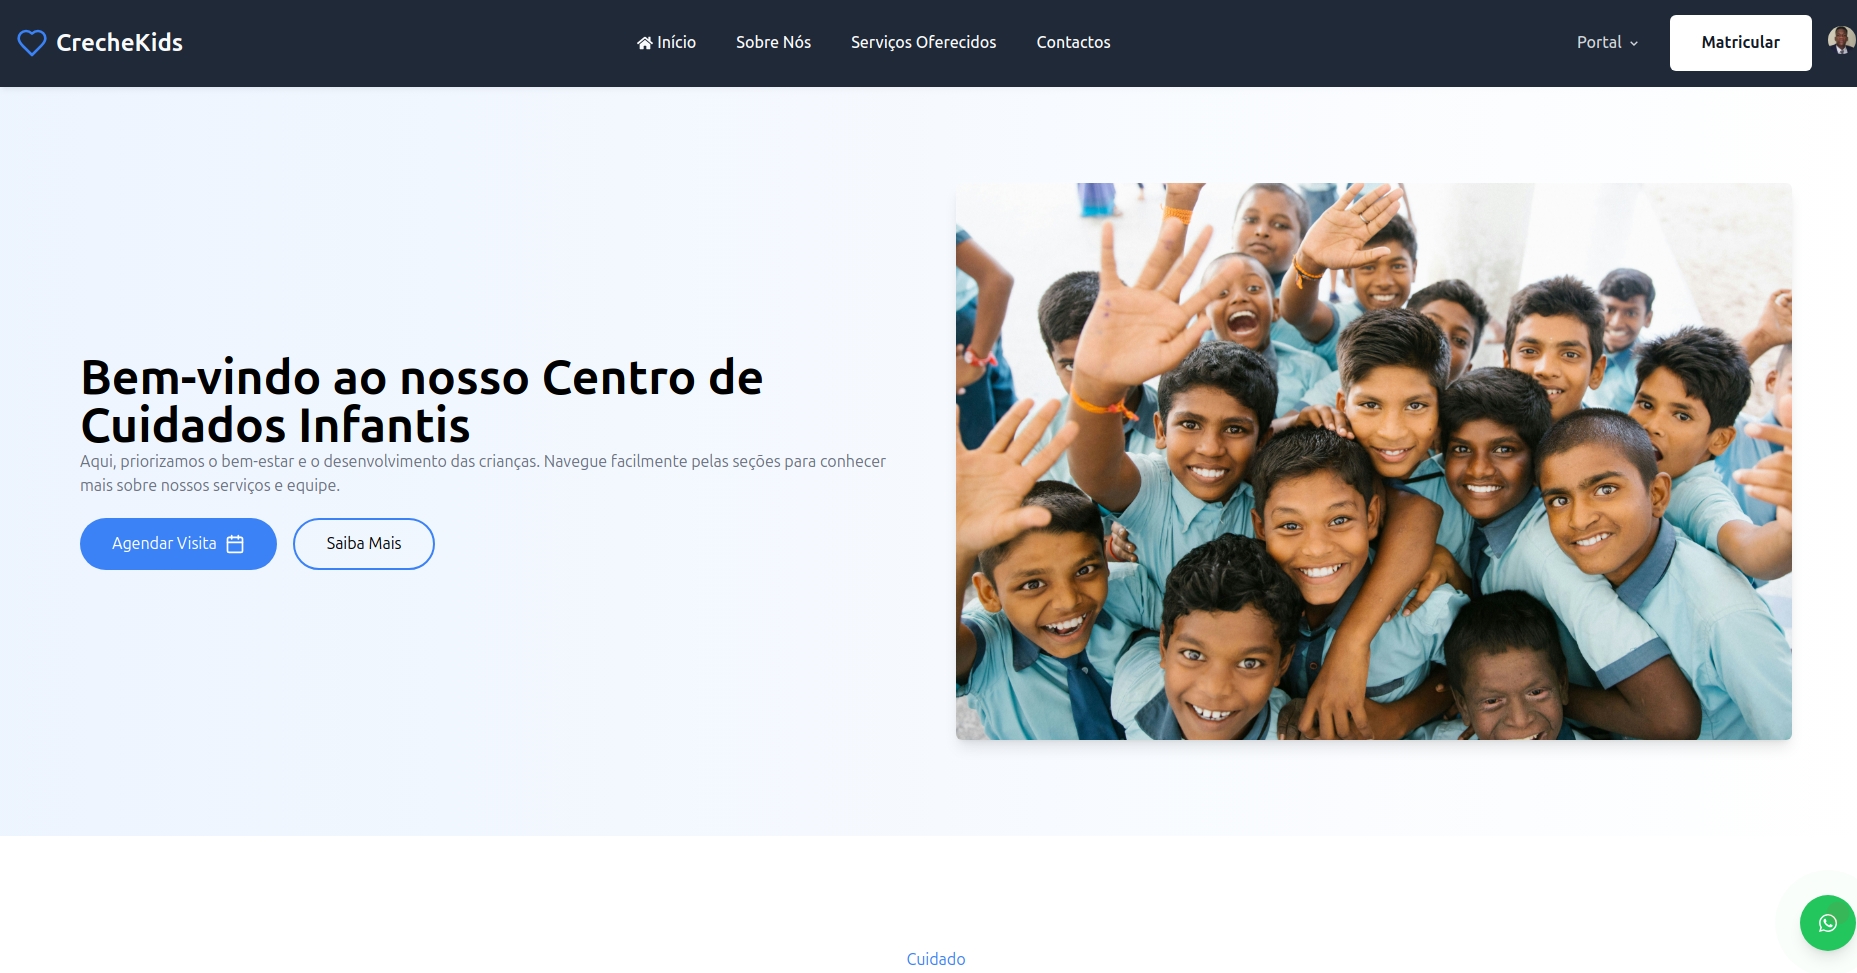 CrecheKids
Início
Sobre Nós
Serviços Oferecidos
Contactos
Portal
Matricular
Bem-vindo ao nosso Centro de
Cuidados Infantis
Aqui, priorizamos o bem-estar e o desenvolvimento das crianças. Navegue facilmente pelas seções para conhecer
mais sobre nossos serviços e equipe.
Agendar Visita
Saiba Mais
Cuidado